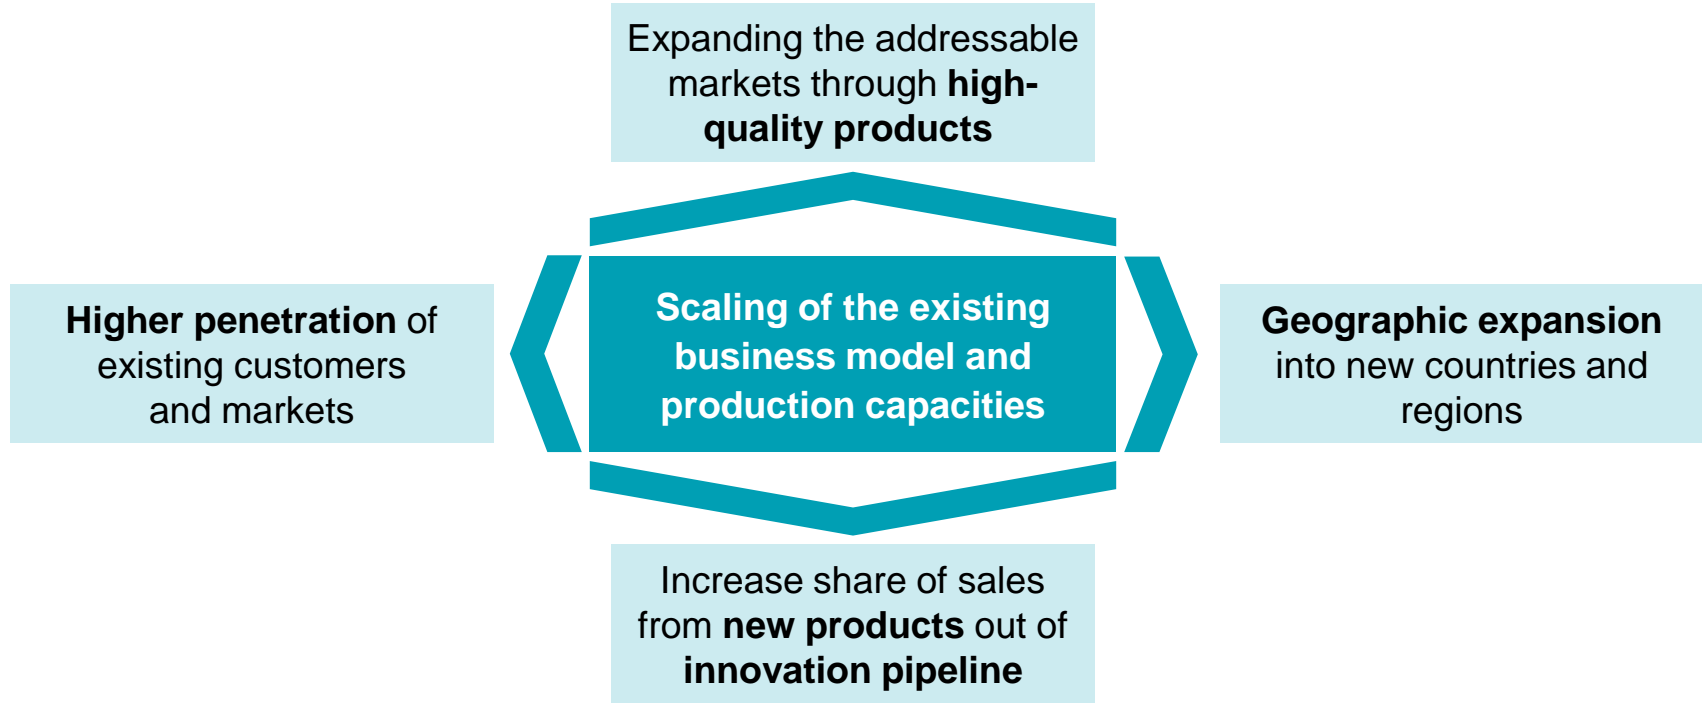 Expanding the addressable
markets through high-
quality products
Higher penetration of
existing customers
and markets
Scaling of the existing
business model and
production capacities
Geographic expansion
into new countries and
regions
Increase share of sales
from new products out of
innovation pipeline